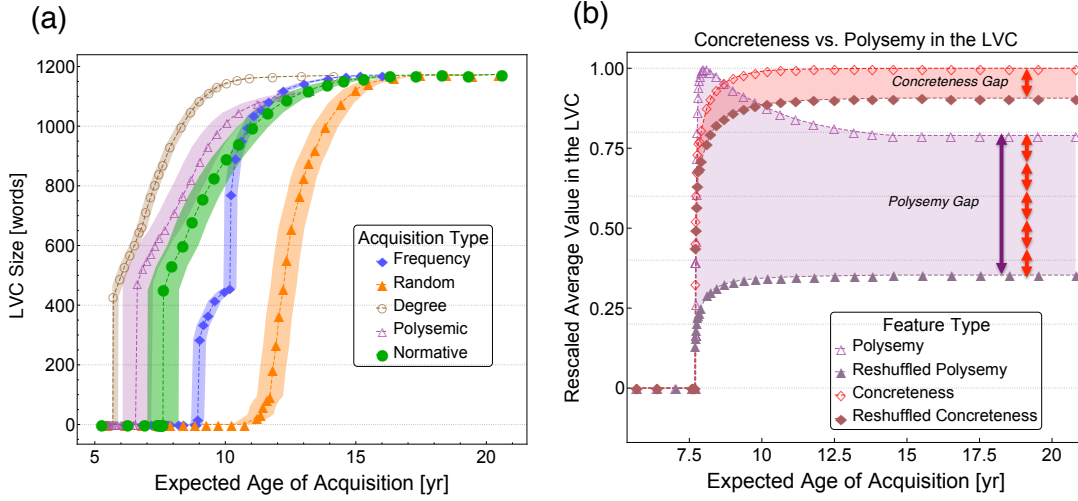 (a)
LVC Size [words]
1200
1000
800
600
400
200
0
5
8
10
13
15
18
20
Expected Age of Acquisition [yr]
Acquisition Type
Frequency
Random
Degree
Polysemic
Normative
(b)
Concreteness vs. Polysemy in the LVC
Rescaled Average Value in the LVC
1.00
0.75
0.50
0.25
0
Concreteness Gap
Polysemy Gap
Feature Type
Polysemy
Reshuffled Polysemy
Concreteness
Reshuffled Concreteness
7.5
10
12.5
15
17.5
20
Expected Age of Acquisition [yr]